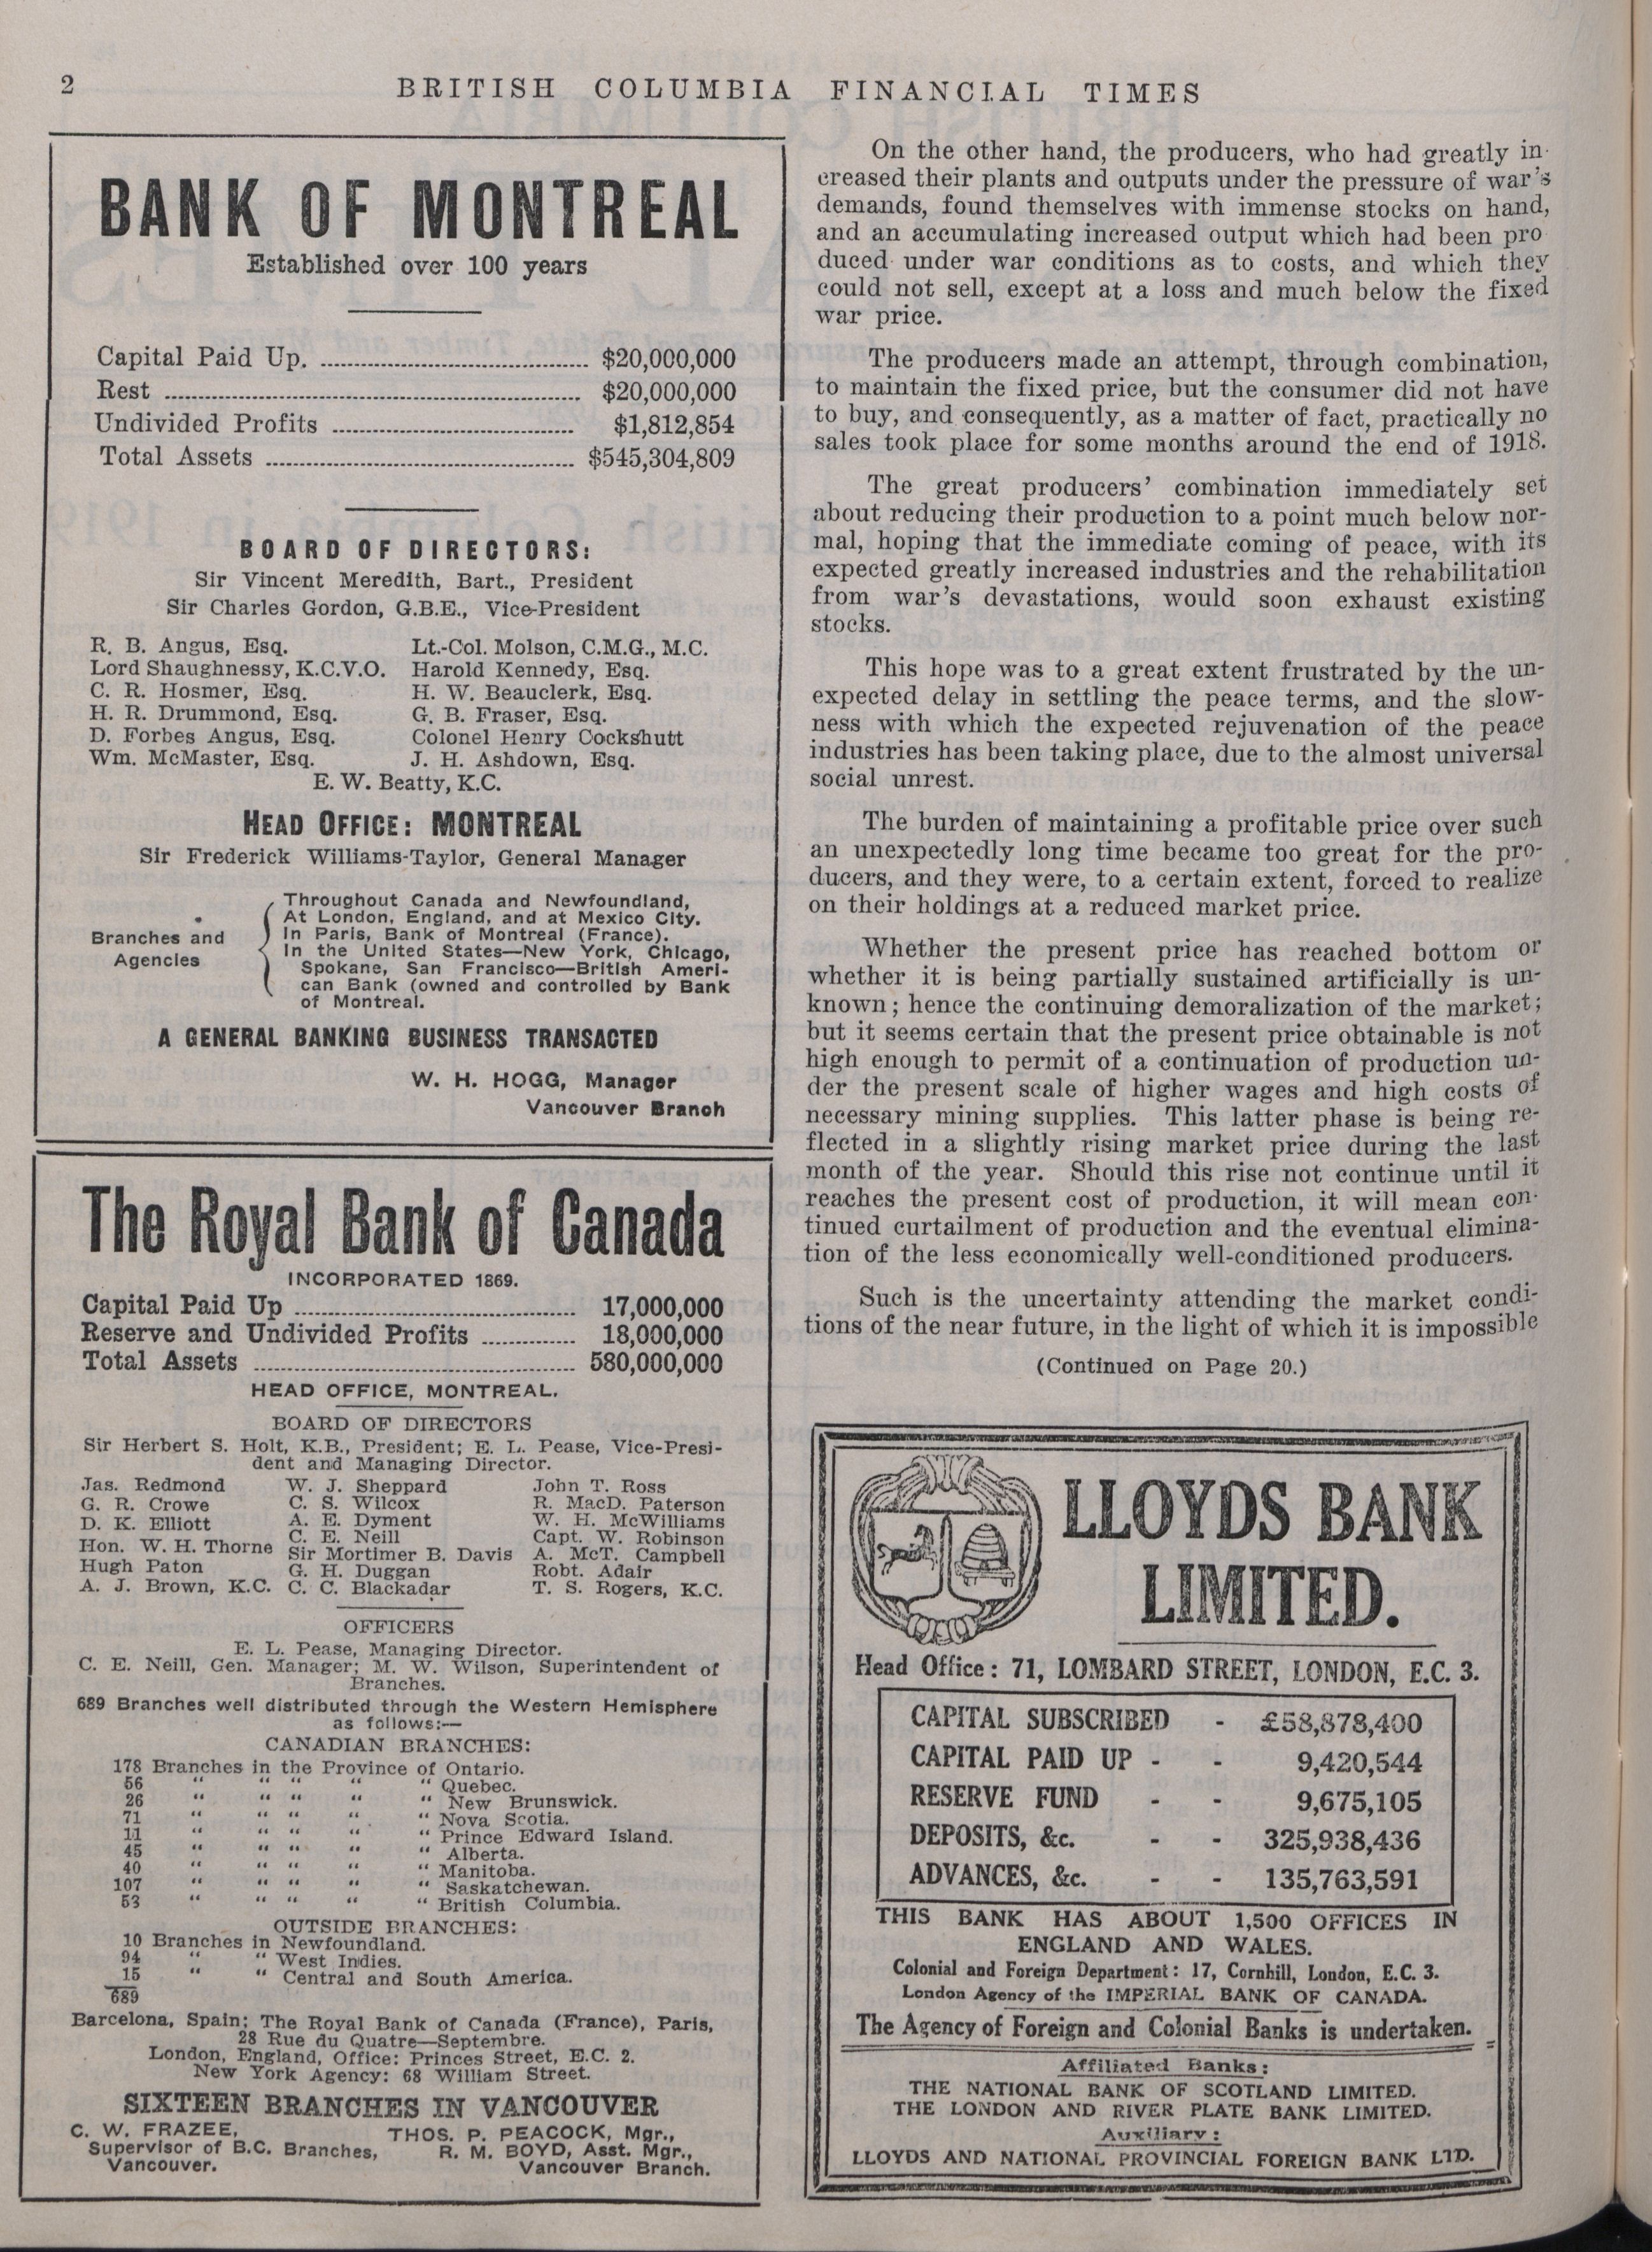 2
BRITISH COLUMBIA FINANCIAL TIMES
BANK OF MONTREAL
Established over 100 years
Capital Paid Up. ........................................ $20,000,000
Rest ........................................ $20,000,000
Undivided Profits ........................................ $1,812,854
Total Assets ........................................ $545,304,809
BOARD OF DIRECTORS:
Sir Vincent Meredith, Bart., President
Sir Charles Gordon, G.B.E., Vice-President
R. B. Angus, Esq. Lt.-Col. Molson, C.M.G., M.C.
Lord Shaughnessy, K.C.V.O. Harold Kennedy, Esq.
C. R. Hosmer, Esq. H. W. Beauclerk, Esq.
H. R. Drummond, Esq. G. B. Fraser, Esq.
D. Forbes Angus, Esq. Colonel Henry Cockshutt
Wm. McMaster, Esq. J. H. Ashdown, Esq.
E. W. Beatty, K.C.
HEAD OFFICE: MONTREAL
Sir Frederick Williams-Taylor, General Manager
Branches and Agencies
Throughout Canada and Newfoundland,
At London, England, and at Mexico City.
In Paris, Bank of Montreal (France).
In the United States—New York, Chicago,
Spokane, San Francisco—British Ameri-
can Bank (owned and controlled by Bank
of Montreal.
A GENERAL BANKING BUSINESS TRANSACTED
W. H. HOGG, Manager
Vancouver Branch
The Royal Bank of Canada
INCORPORATED 1869.
Capital Paid Up ........................................ 17,000,000
Reserve and Undivided Profits ............. 18,000,000
Total Assets ........................................ 580,000,000
HEAD OFFICE, MONTREAL.
BOARD OF DIRECTORS
Sir Herbert S. Holt, K.B., President; E. L. Pease, Vice-Presi-
dent and Managing Director.
Jas. Redmond W. J. Sheppard John T. Ross
G. R. Crowe C. S. Wilcox R. MacD. Paterson
D. K. Elliott A. E. Dyment W. H. McWilliams
Hon. W. H. Thorne C. E. Neill Capt. W. Robinson
Hugh Paton Sir Mortimer B. Davis A. McT. Campbell
A. J. Brown, K.C. G. H. Duggan Robt. Adair
C. C. Blackadar T. S. Rogers, K.C.
OFFICERS
E. L. Pease, Managing Director.
C. E. Neill, Gen. Manager; M. W. Wilson, Superintendent of
Branches.
689 Branches well distributed through the Western Hemisphere
as follows:—
CANADIAN BRANCHES:
178 Branches in the Province of Ontario.
56 " " " " " Quebec.
26 " " " " " New Brunswick.
71 " " " " " Nova Scotia.
11 " " " " " Prince Edward Island.
45 " " " " " Alberta.
40 " " " " " Manitoba.
107 " " " " " Saskatchewan.
53 " " " " " British Columbia.
OUTSIDE BRANCHES:
10 Branches in Newfoundland.
94 " " West Indies.
15 " " Central and South America.
689
Barcelona, Spain; The Royal Bank of Canada (France), Paris,
28 Rue du Quatre—Septembre.
London, England, Office: Princes Street, E.C. 2.
New York Agency: 68 William Street.
SIXTEEN BRANCHES IN VANCOUVER
C. W. FRAZEE, THOS. P. PEACOCK, Mgr.,
Supervisor of B.C. Branches, R. M. BOYD, Asst. Mgr.,
Vancouver. Vancouver Branch.
On the other hand, the producers, who had greatly in-
creased their plants and outputs under the pressure of war's
demands, found themselves with immense stocks on hand,
and an accumulating increased output which had been pro
duced under war conditions as to costs, and which they
could not sell, except at a loss and much below the fixed
war price.
The producers made an attempt, through combination,
to maintain the fixed price, but the consumer did not have
to buy, and consequently, as a matter of fact, practically no
sales took place for some months around the end of 1918.
The great producers' combination immediately set
about reducing their production to a point much below nor-
mal, hoping that the immediate coming of peace, with its
expected greatly increased industries and the rehabilitation
from war's devastations, would soon exhaust existing
stocks.
This hope was to a great extent frustrated by the un-
expected delay in settling the peace terms, and the slow-
ness with which the expected rejuvenation of the peace
industries has been taking place, due to the almost universal
social unrest.
The burden of maintaining a profitable price over such
an unexpectedly long time became too great for the pro-
ducers, and they were, to a certain extent, forced to realize
on their holdings at a reduced market price.
Whether the present price has reached bottom or
whether it is being partially sustained artificially is un-
known; hence the continuing demoralization of the market;
but it seems certain that the present price obtainable is not
high enough to permit of a continuation of production un-
der the present scale of higher wages and high costs of
necessary mining supplies. This latter phase is being re-
flected in a slightly rising market price during the last
month of the year. Should this rise not continue until it
reaches the present cost of production, it will mean con-
tinued curtailment of production and the eventual elimina-
tion of the less economically well-conditioned producers.
Such is the uncertainty attending the market condi-
tions of the near future, in the light of which it is impossible
(Continued on Page 20.)
LLOYDS BANK
LIMITED.
Head Office: 71, LOMBARD STREET, LONDON, E.C. 3.
CAPITAL SUBSCRIBED - £58,878,400
CAPITAL PAID UP - - 9,420,544
RESERVE FUND - - 9,675,105
DEPOSITS, &c. - - 325,938,436
ADVANCES, &c. - - 135,763,591
THIS BANK HAS ABOUT 1,500 OFFICES IN
ENGLAND AND WALES.
Colonial and Foreign Department: 17, Cornhill, London, E.C. 3.
London Agency of the IMPERIAL BANK OF CANADA.
The Agency of Foreign and Colonial Banks is undertaken.
Affiliated Banks:
THE NATIONAL BANK OF SCOTLAND LIMITED.
THE LONDON AND RIVER PLATE BANK LIMITED.
Auxiliary:
LLOYDS AND NATIONAL PROVINCIAL FOREIGN BANK LTD.